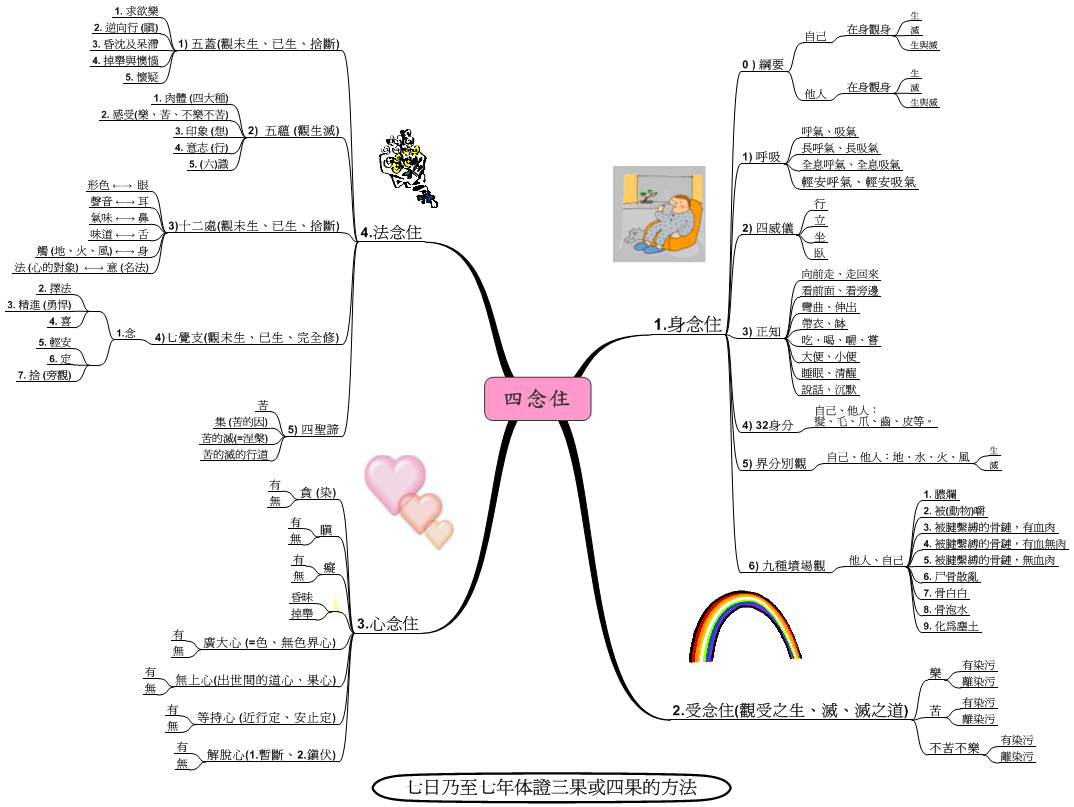 四念住
1.身念住
0 ) 綱要
自己
在身觀身
生
滅
生與滅
他人
在身觀身
生
滅
生與滅
1) 呼吸
呼氣、吸氣
長呼氣、長吸氣
全息呼氣、全息吸氣
輕安呼氣、輕安吸氣
2) 四威儀
行
立
坐
臥
3) 正知
向前走、走回來
看前面、看旁邊
彎曲、伸出
帶衣、缽
吃、喝、嚼、嘗
大便、小便
睡眠、清醒
說話、沉默
4) 32身分
自己、他人：
髮、毛、爪、齒、皮等。
5) 界分別觀
自己、他人：地、水、火、風
生
滅
6) 九種墳場觀
他人、自己
1. 膿爛
2. 被(動物)嚼
3. 被腱繫縛的骨鏈，有血肉
4. 被腱繫縛的骨鏈，有血無肉
5. 被腱繫縛的骨鏈，無血肉
6. 尸骨散亂
7. 骨白白
8. 骨泡水
9. 化爲塵土
2.受念住(觀受之生、滅、滅之道)
樂
有染污
離染污
苦
有染污
離染污
不苦不樂
有染污
離染污
3.心念住
貪 (染)
有
無
瞋
有
無
癡
有
無
昏昧
掉舉
廣大心 (=色、無色界心)
有
無
無上心(出世間的道心、果心)
有
無
等持心 (近行定、安止定)
有
無
解脫心(1.暫斷、2.鎭伏)
有
無
4.法念住
1) 五蓋(觀未生、已生、捨斷)
1. 求欲樂
2. 逆向行 (瞋)
3. 昏沈及呆滯
4. 掉舉與懊惱
5. 懷疑
2) 五蘊 (觀生滅)
1. 肉體 (四大種)
2. 感受(樂、苦、不樂不苦)
3. 印象 (想)
4. 意志 (行)
5. (六)識
3)十二處(觀未生、已生、捨斷)
形色 ←→ 眼
聲音 ←→ 耳
氣味 ←→ 鼻
味道 ←→ 舌
觸 (地、火、風) ←→ 身
法 (心的對象) ←→ 意 (名法)
4)七覺支(觀未生、已生、完全修)
1.念
2. 擇法
3. 精進 (勇悍)
4. 喜
5. 輕安
6. 定
7. 捨 (旁觀)
5) 四聖諦
苦
集 (苦的因)
苦的滅(=涅槃)
苦的滅的行道
七日乃至七年体證三果或四果的方法